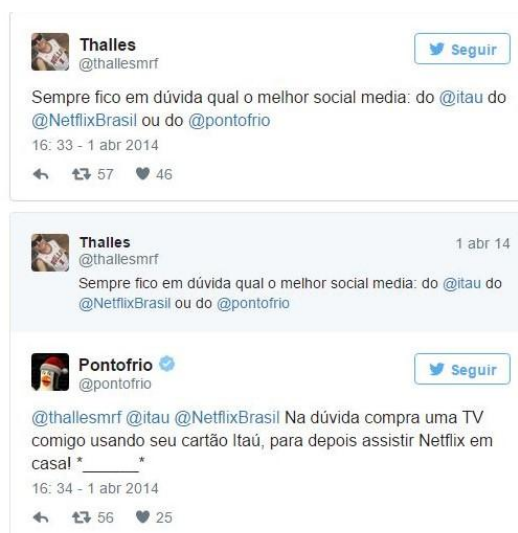 Thalles
Seguir
@thallesmrf
Sempre fico em dúvida qual o melhor social media: do @itau do
@NetflixBrasil ou do @pontofrio
16: 33 - 1 abr 2014
57 46
Thalles
1 abr 14
@thallesmrf
Sempre fico em dúvida qual o melhor social media: do @itau do
@NetflixBrasil ou do @pontofrio
Pontofrio
Seguir
@pontofrio
@thallesmrf @itau @NetflixBrasil Na dúvida compra uma TV
comigo usando seu cartão Itaú, para depois assistir Netflix em
casa! *______*
16: 34 - 1 abr 2014
56 25